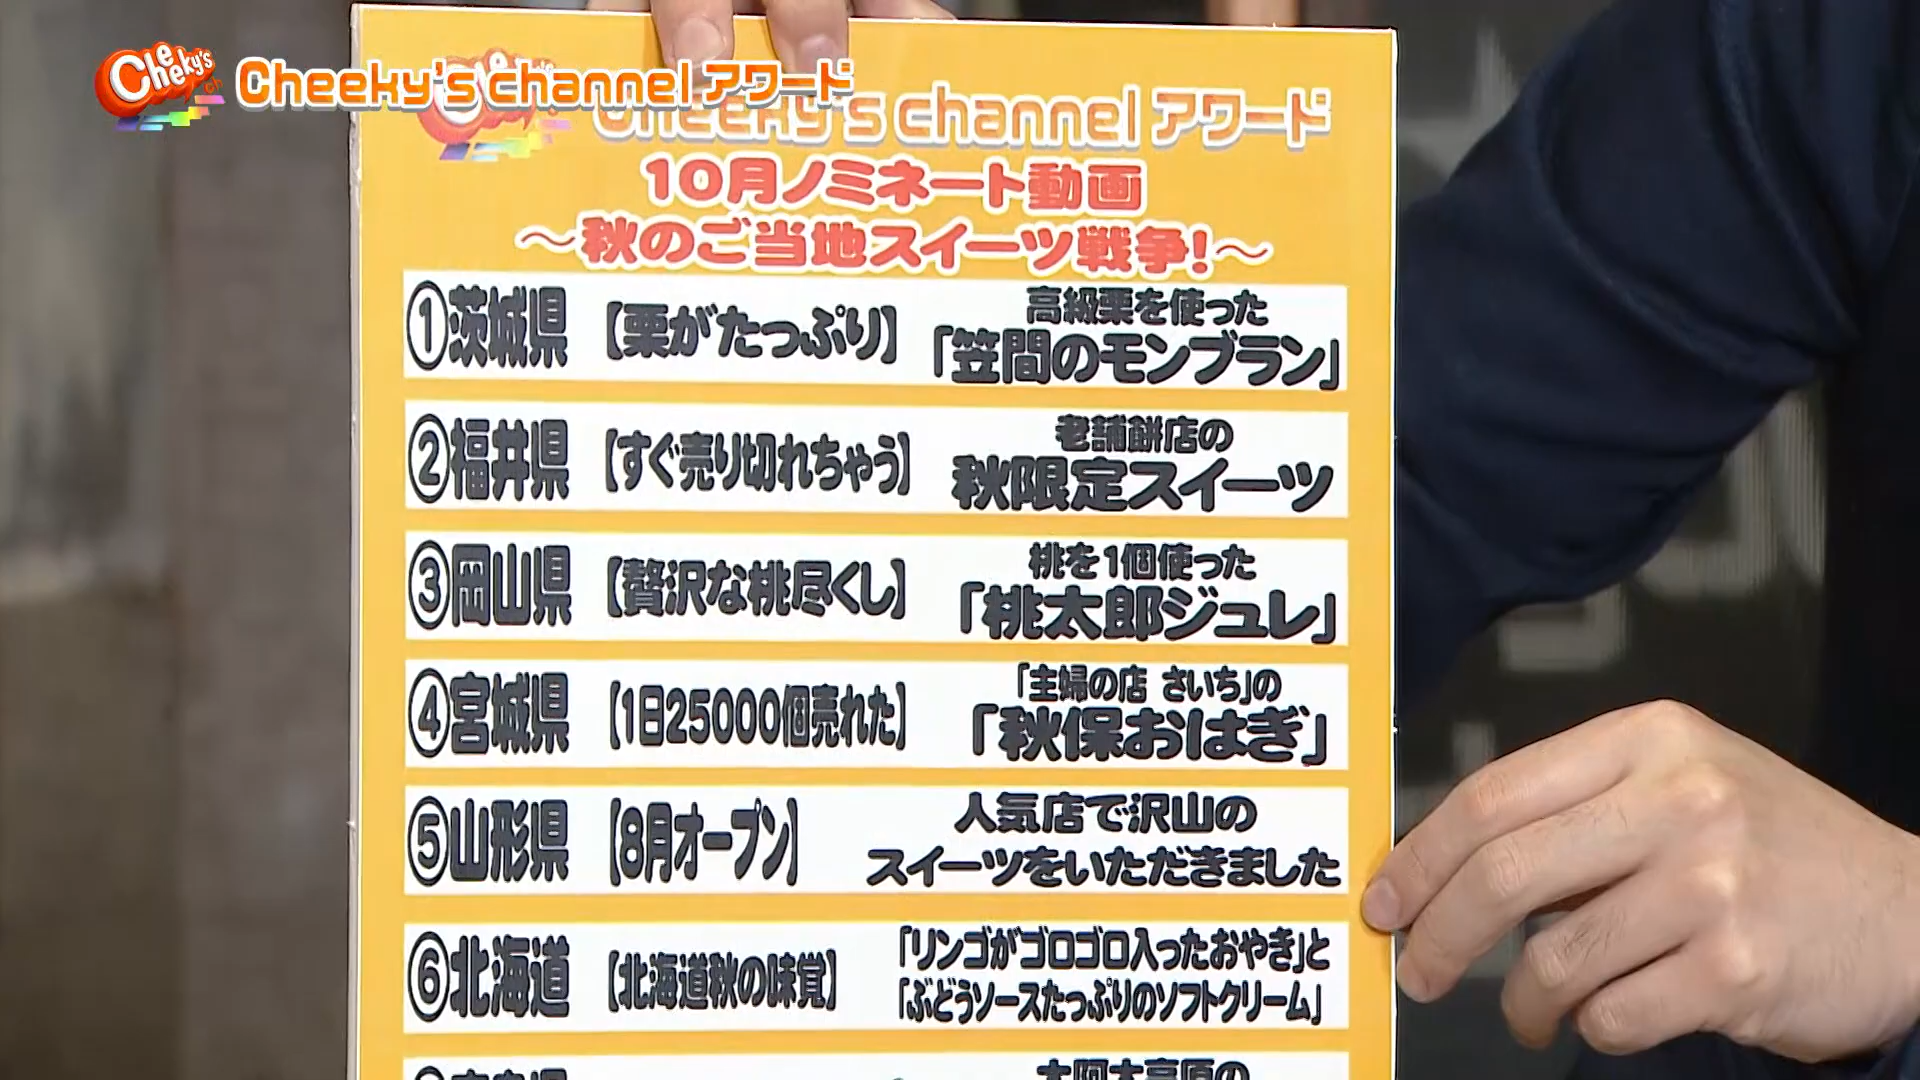 Cheeky's ch
Cheeky's channel アワード
Cheeky's channel アワード
10月ノミネート動画
～秋のご当地スイーツ戦争!～
①茨城県 【栗がたっぷり】 高級栗を使った
「笠間のモンブラン」
②福井県 【すぐ売り切れちゃう】 老舗餅店の
秋限定スイーツ
③岡山県 【贅沢な桃尽くし】 桃を1個使った
「桃太郎ジュレ」
④宮城県 【1日25000個売れた】 「主婦の店 さいち」の
「秋保おはぎ」
⑤山形県 【8月オープン】 人気店で沢山の
スイーツをいただきました
⑥北海道 【北海道秋の味覚】 「リンゴがゴロゴロ入ったおやき」と
「ぶどうソースたっぷりのソフトクリーム」